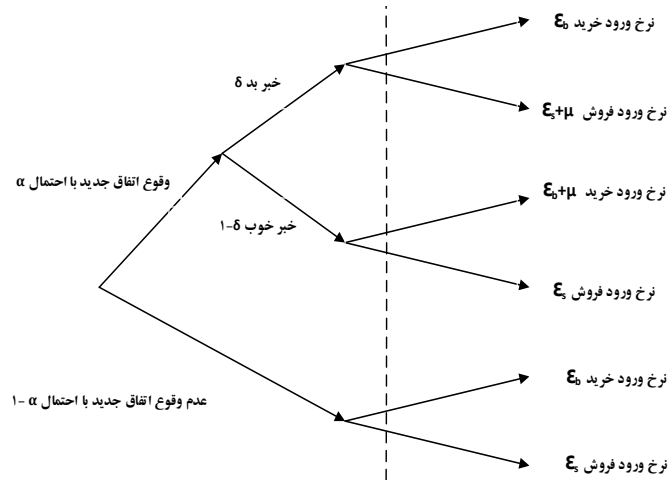 نرخ ورود خرید εb
خبر بد δ
نرخ ورود فروش εs+μ
وقوع اتفاق جدید با احتمال α
نرخ ورود خرید εb+μ
خبر خوب ۱-δ
نرخ ورود فروش εs
نرخ ورود خرید εb
عدم وقوع اتفاق جدید با احتمال ۱- α
نرخ ورود فروش εs